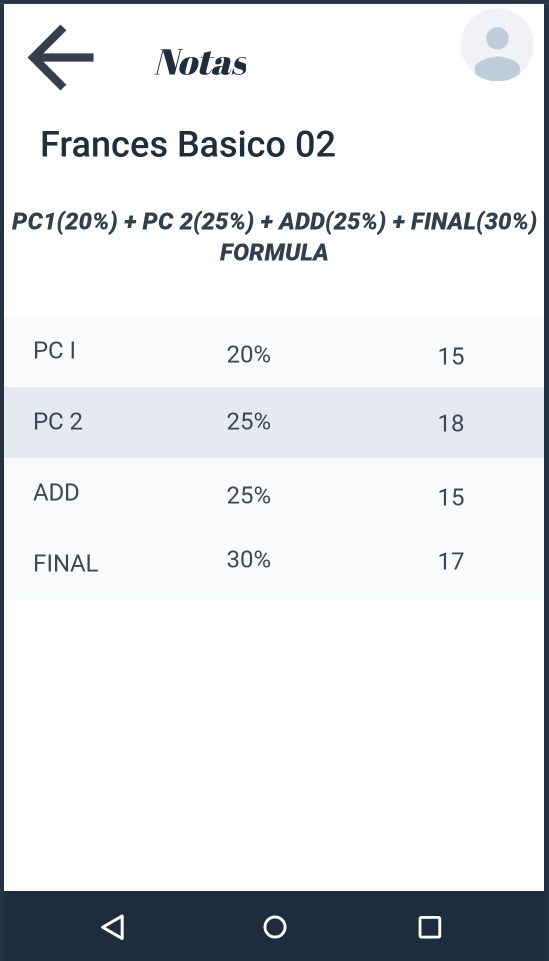 Notas
Frances Basico 02
PC1(20%) + PC 2(25%) + ADD(25%) + FINAL(30%)
FORMULA
PC I 20% 15
PC 2 25% 18
ADD 25% 15
FINAL 30% 17